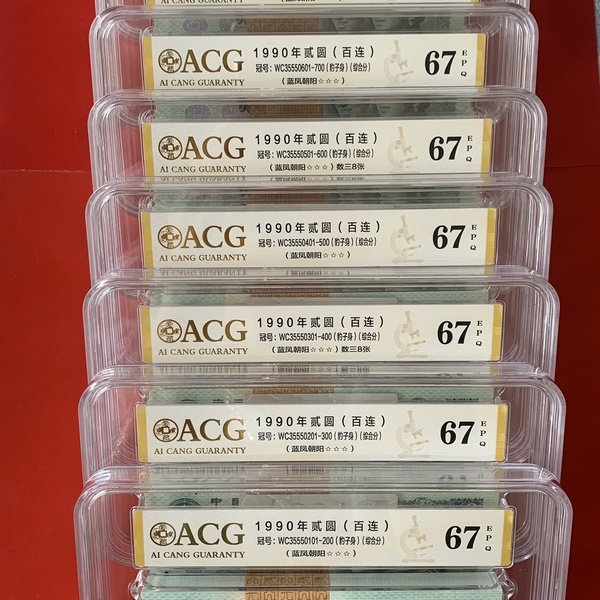 ACG
AI CANG GUARANTY
1990年贰圆（百连）
冠号：WC35550601-700（豹子身）（综合分）
（蓝凤朝阳☆☆☆）
67
EPQ
ACG
AI CANG GUARANTY
1990年贰圆（百连）
冠号：WC35550501-600（豹子身）（综合分）
（蓝凤朝阳☆☆☆）数三8张
67
EPQ
ACG
AI CANG GUARANTY
1990年贰圆（百连）
冠号：WC35550401-500（豹子身）（综合分）
（蓝凤朝阳☆☆☆）
67
EPQ
ACG
AI CANG GUARANTY
1990年贰圆（百连）
冠号：WC35550301-400（豹子身）（综合分）
（蓝凤朝阳☆☆☆）数三8张
67
EPQ
ACG
AI CANG GUARANTY
1990年贰圆（百连）
冠号：WC35550201-300（豹子身）（综合分）
（蓝凤朝阳☆☆☆）
67
EPQ
中国
ACG
AI CANG GUARANTY
1990年贰圆（百连）
冠号：WC35550101-200（豹子身）（综合分）
（蓝凤朝阳☆☆☆）
67
EPQ